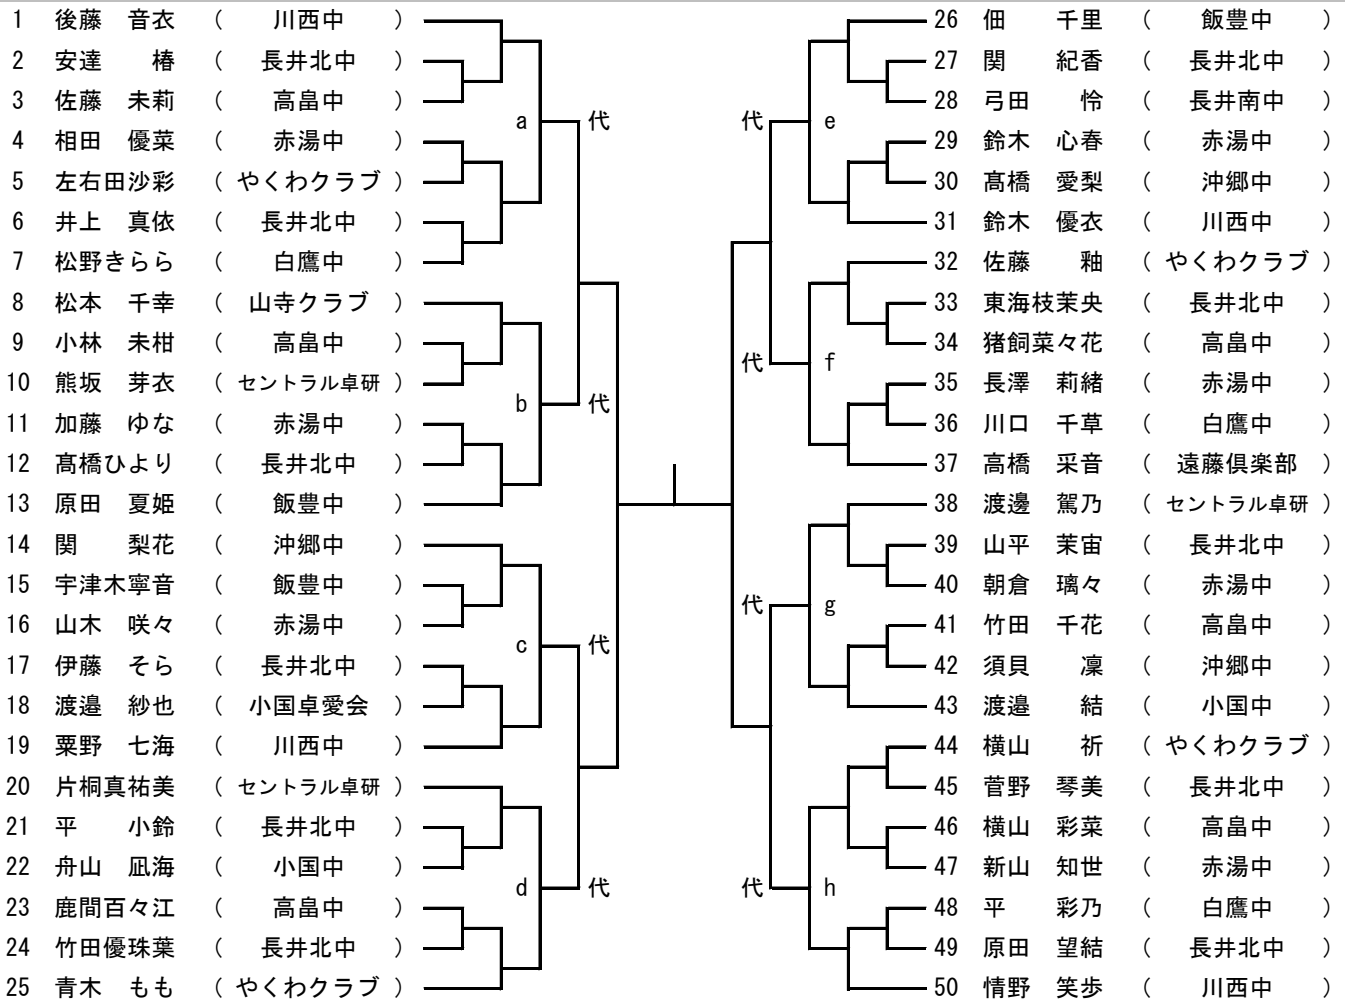 1 後藤 音衣 ( 川西中 )
2 安達 椿 ( 長井北中 )
3 佐藤 未莉 ( 高畠中 )
a 代
4 相田 優菜 ( 赤湯中 )
5 左右田沙彩 ( やくわクラブ )
6 井上 真依 ( 長井北中 )
7 松野きらら ( 白鷹中 )
8 松本 千幸 ( 山寺クラブ )
9 小林 未柑 ( 高畠中 )
10 熊坂 芽衣 ( セントラル卓研 )
b 代
11 加藤 ゆな ( 赤湯中 )
12 髙橋ひより ( 長井北中 )
13 原田 夏姫 ( 飯豊中 )
14 関 梨花 ( 沖郷中 )
15 宇津木寧音 ( 飯豊中 )
16 山木 咲々 ( 赤湯中 )
c 代
17 伊藤 そら ( 長井北中 )
18 渡邉 紗也 ( 小国卓愛会 )
19 粟野 七海 ( 川西中 )
20 片桐真祐美 ( セントラル卓研 )
21 平 小鈴 ( 長井北中 )
22 舟山 凪海 ( 小国中 )
d 代
23 鹿間百々江 ( 高畠中 )
24 竹田優珠葉 ( 長井北中 )
25 青木 もも ( やくわクラブ )
26 佃 千里 ( 飯豊中 )
27 関 紀香 ( 長井北中 )
28 弓田 怜 ( 長井南中 )
代 e
29 鈴木 心春 ( 赤湯中 )
30 髙橋 愛梨 ( 沖郷中 )
31 鈴木 優衣 ( 川西中 )
32 佐藤 釉 ( やくわクラブ )
33 東海枝茉央 ( 長井北中 )
34 猪飼菜々花 ( 高畠中 )
代 f
35 長澤 莉緒 ( 赤湯中 )
36 川口 千草 ( 白鷹中 )
37 高橋 采音 ( 遠藤倶楽部 )
38 渡邊 駕乃 ( セントラル卓研 )
39 山平 茉宙 ( 長井北中 )
40 朝倉 璃々 ( 赤湯中 )
代 g
41 竹田 千花 ( 高畠中 )
42 須貝 凜 ( 沖郷中 )
43 渡邉 結 ( 小国中 )
44 横山 祈 ( やくわクラブ )
45 菅野 琴美 ( 長井北中 )
46 横山 彩菜 ( 高畠中 )
47 新山 知世 ( 赤湯中 )
代 h
48 平 彩乃 ( 白鷹中 )
49 原田 望結 ( 長井北中 )
50 情野 笑歩 ( 川西中 )